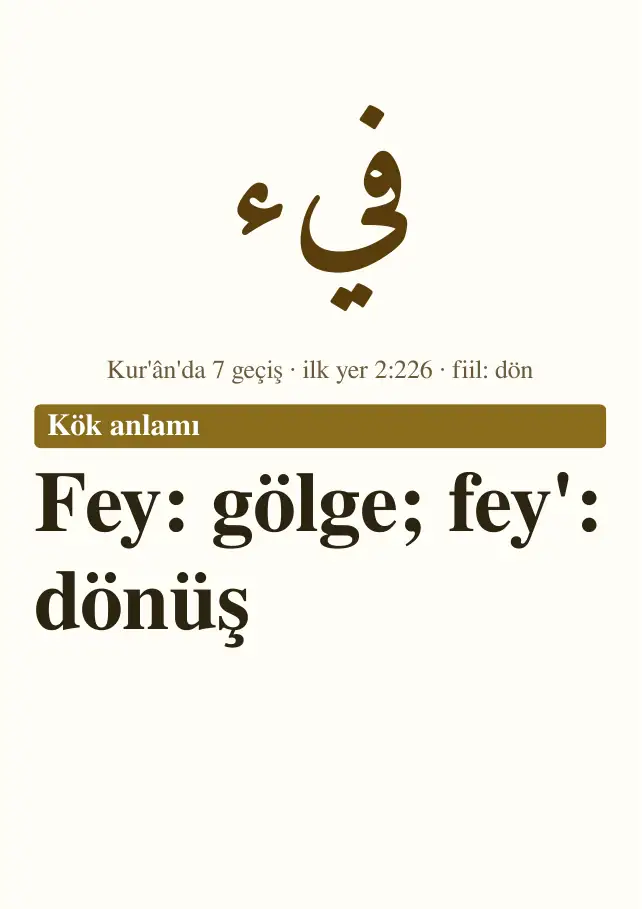 فيء
Kur'ân'da 7 geçiş · ilk yer 2:226 · fiil: dön
Kök anlamı
Fey: gölge; fey':
dönüş